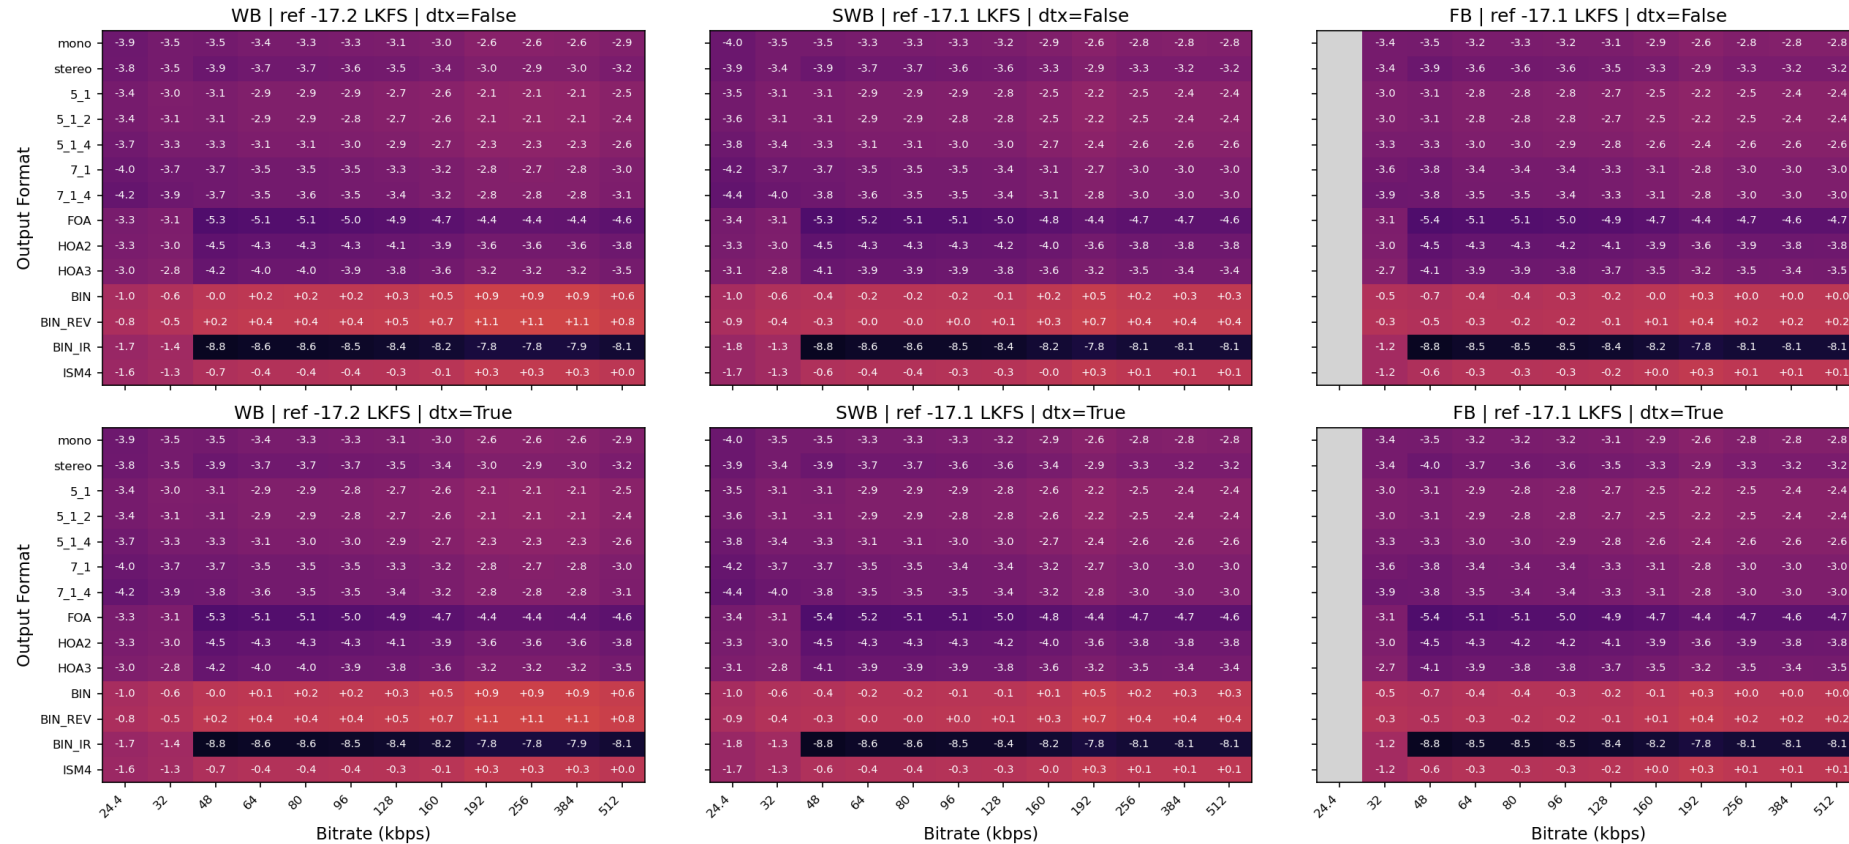 WB | ref -17.2 LKFS | dtx=False SWB | ref -17.1 LKFS | dtx=False FB | ref -17.1 LKFS | dtx=False
Output Format
mono -3.9 -3.5 -3.5 -3.4 -3.3 -3.3 -3.1 -3.0 -2.6 -2.6 -2.6 -2.9 -4.0 -3.5 -3.5 -3.3 -3.3 -3.3 -3.2 -2.9 -2.6 -2.8 -2.8 -2.8 -3.4 -3.5 -3.2 -3.3 -3.2 -3.1 -2.9 -2.6 -2.8 -2.8 -2.8
stereo -3.8 -3.5 -3.9 -3.7 -3.7 -3.6 -3.5 -3.4 -3.0 -2.9 -3.0 -3.2 -3.9 -3.4 -3.9 -3.7 -3.7 -3.6 -3.6 -3.3 -2.9 -3.3 -3.2 -3.2 -3.4 -3.9 -3.6 -3.6 -3.6 -3.5 -3.3 -2.9 -3.3 -3.2 -3.2
5_1 -3.4 -3.0 -3.1 -2.9 -2.9 -2.9 -2.7 -2.6 -2.1 -2.1 -2.1 -2.5 -3.5 -3.1 -3.1 -2.9 -2.9 -2.9 -2.8 -2.5 -2.2 -2.5 -2.4 -2.4 -3.0 -3.1 -2.8 -2.8 -2.8 -2.7 -2.5 -2.2 -2.5 -2.4 -2.4
5_1_2 -3.4 -3.1 -3.1 -2.9 -2.9 -2.8 -2.7 -2.6 -2.1 -2.1 -2.1 -2.4 -3.6 -3.1 -3.1 -2.9 -2.9 -2.8 -2.8 -2.5 -2.2 -2.5 -2.4 -2.4 -3.0 -3.1 -2.8 -2.8 -2.8 -2.7 -2.5 -2.2 -2.5 -2.4 -2.4
5_1_4 -3.7 -3.3 -3.3 -3.1 -3.1 -3.0 -2.9 -2.7 -2.3 -2.3 -2.3 -2.6 -3.8 -3.4 -3.3 -3.1 -3.1 -3.0 -3.0 -2.7 -2.4 -2.6 -2.6 -2.6 -3.3 -3.3 -3.0 -3.0 -2.9 -2.8 -2.6 -2.4 -2.6 -2.6 -2.6
7_1 -4.0 -3.7 -3.7 -3.5 -3.5 -3.5 -3.3 -3.2 -2.8 -2.7 -2.8 -3.0 -4.2 -3.7 -3.7 -3.5 -3.5 -3.4 -3.4 -3.1 -2.7 -3.0 -3.0 -3.0 -3.6 -3.8 -3.4 -3.4 -3.4 -3.3 -3.1 -2.8 -3.0 -3.0 -3.0
7_1_4 -4.2 -3.9 -3.7 -3.5 -3.6 -3.5 -3.4 -3.2 -2.8 -2.8 -2.8 -3.1 -4.4 -4.0 -3.8 -3.6 -3.5 -3.5 -3.4 -3.1 -2.8 -3.0 -3.0 -3.0 -3.9 -3.8 -3.5 -3.5 -3.4 -3.3 -3.1 -2.8 -3.0 -3.0 -3.0
FOA -3.3 -3.1 -5.3 -5.1 -5.1 -5.0 -4.9 -4.7 -4.4 -4.4 -4.4 -4.6 -3.4 -3.1 -5.3 -5.2 -5.1 -5.1 -5.0 -4.8 -4.4 -4.7 -4.7 -4.6 -3.1 -5.4 -5.1 -5.1 -5.0 -4.9 -4.7 -4.4 -4.7 -4.6 -4.7
HOA2 -3.3 -3.0 -4.5 -4.3 -4.3 -4.3 -4.1 -3.9 -3.6 -3.6 -3.6 -3.8 -3.3 -3.0 -4.5 -4.3 -4.3 -4.3 -4.2 -4.0 -3.6 -3.8 -3.8 -3.8 -3.0 -4.5 -4.3 -4.3 -4.2 -4.1 -3.9 -3.6 -3.9 -3.8 -3.8
HOA3 -3.0 -2.8 -4.2 -4.0 -4.0 -3.9 -3.8 -3.6 -3.2 -3.2 -3.2 -3.5 -3.1 -2.8 -4.1 -3.9 -3.9 -3.9 -3.8 -3.6 -3.2 -3.5 -3.4 -3.4 -2.7 -4.1 -3.9 -3.9 -3.8 -3.7 -3.5 -3.2 -3.5 -3.4 -3.5
BIN -1.0 -0.6 -0.0 +0.2 +0.2 +0.2 +0.3 +0.5 +0.9 +0.9 +0.9 +0.6 -1.0 -0.6 -0.4 -0.2 -0.2 -0.2 -0.1 +0.2 +0.5 +0.2 +0.3 +0.3 -0.5 -0.7 -0.4 -0.4 -0.3 -0.2 -0.0 +0.3 +0.0 +0.0 +0.0
BIN_REV -0.8 -0.5 +0.2 +0.4 +0.4 +0.4 +0.5 +0.7 +1.1 +1.1 +1.1 +0.8 -0.9 -0.4 -0.3 -0.0 -0.0 +0.0 +0.1 +0.3 +0.7 +0.4 +0.4 +0.4 -0.3 -0.5 -0.3 -0.2 -0.2 -0.1 +0.1 +0.4 +0.2 +0.2 +0.2
BIN_IR -1.7 -1.4 -8.8 -8.6 -8.6 -8.5 -8.4 -8.2 -7.8 -7.8 -7.9 -8.1 -1.8 -1.3 -8.8 -8.6 -8.6 -8.5 -8.4 -8.2 -7.8 -8.1 -8.1 -8.1 -1.2 -8.8 -8.5 -8.5 -8.5 -8.4 -8.2 -7.8 -8.1 -8.1 -8.1
ISM4 -1.6 -1.3 -0.7 -0.4 -0.4 -0.4 -0.3 -0.1 +0.3 +0.3 +0.3 +0.0 -1.7 -1.3 -0.6 -0.4 -0.4 -0.3 -0.3 -0.0 +0.3 +0.1 +0.1 +0.1 -1.2 -0.6 -0.3 -0.3 -0.3 -0.2 +0.0 +0.3 +0.1 +0.1 +0.1
WB | ref -17.2 LKFS | dtx=True SWB | ref -17.1 LKFS | dtx=True FB | ref -17.1 LKFS | dtx=True
Output Format
mono -3.9 -3.5 -3.5 -3.4 -3.3 -3.3 -3.1 -3.0 -2.6 -2.6 -2.6 -2.9 -4.0 -3.5 -3.5 -3.3 -3.3 -3.3 -3.2 -2.9 -2.6 -2.8 -2.8 -2.8 -3.4 -3.5 -3.2 -3.2 -3.2 -3.1 -2.9 -2.6 -2.8 -2.8 -2.8
stereo -3.8 -3.5 -3.9 -3.7 -3.7 -3.7 -3.5 -3.4 -3.0 -2.9 -3.0 -3.2 -3.9 -3.4 -3.9 -3.7 -3.7 -3.6 -3.6 -3.4 -2.9 -3.3 -3.2 -3.2 -3.4 -4.0 -3.7 -3.6 -3.6 -3.5 -3.3 -2.9 -3.3 -3.2 -3.2
5_1 -3.4 -3.0 -3.1 -2.9 -2.9 -2.8 -2.7 -2.6 -2.1 -2.1 -2.1 -2.5 -3.5 -3.1 -3.1 -2.9 -2.9 -2.9 -2.8 -2.6 -2.2 -2.5 -2.4 -2.4 -3.0 -3.1 -2.9 -2.8 -2.8 -2.7 -2.5 -2.2 -2.5 -2.4 -2.4
5_1_2 -3.4 -3.1 -3.1 -2.9 -2.9 -2.8 -2.7 -2.6 -2.1 -2.1 -2.1 -2.4 -3.6 -3.1 -3.1 -2.9 -2.9 -2.8 -2.8 -2.6 -2.2 -2.5 -2.4 -2.4 -3.0 -3.1 -2.9 -2.8 -2.8 -2.7 -2.5 -2.2 -2.5 -2.4 -2.4
5_1_4 -3.7 -3.3 -3.3 -3.1 -3.0 -3.0 -2.9 -2.7 -2.3 -2.3 -2.3 -2.6 -3.8 -3.4 -3.3 -3.1 -3.1 -3.0 -3.0 -2.7 -2.4 -2.6 -2.6 -2.6 -3.3 -3.3 -3.0 -3.0 -2.9 -2.8 -2.6 -2.4 -2.6 -2.6 -2.6
7_1 -4.0 -3.7 -3.7 -3.5 -3.5 -3.5 -3.3 -3.2 -2.8 -2.7 -2.8 -3.0 -4.2 -3.7 -3.7 -3.5 -3.5 -3.4 -3.4 -3.2 -2.7 -3.0 -3.0 -3.0 -3.6 -3.8 -3.4 -3.4 -3.4 -3.3 -3.1 -2.8 -3.0 -3.0 -3.0
7_1_4 -4.2 -3.9 -3.8 -3.6 -3.5 -3.5 -3.4 -3.2 -2.8 -2.8 -2.8 -3.1 -4.4 -4.0 -3.8 -3.5 -3.5 -3.5 -3.4 -3.2 -2.8 -3.0 -3.0 -3.0 -3.9 -3.8 -3.5 -3.4 -3.4 -3.3 -3.1 -2.8 -3.0 -3.0 -3.0
FOA -3.3 -3.1 -5.3 -5.1 -5.1 -5.0 -4.9 -4.7 -4.4 -4.4 -4.4 -4.6 -3.4 -3.1 -5.4 -5.2 -5.1 -5.1 -5.0 -4.8 -4.4 -4.7 -4.7 -4.6 -3.1 -5.4 -5.1 -5.1 -5.0 -4.9 -4.7 -4.4 -4.7 -4.6 -4.7
HOA2 -3.3 -3.0 -4.5 -4.3 -4.3 -4.3 -4.1 -3.9 -3.6 -3.6 -3.6 -3.8 -3.3 -3.0 -4.5 -4.3 -4.3 -4.3 -4.2 -4.0 -3.6 -3.8 -3.8 -3.8 -3.0 -4.5 -4.3 -4.2 -4.2 -4.1 -3.9 -3.6 -3.9 -3.8 -3.8
HOA3 -3.0 -2.8 -4.2 -4.0 -4.0 -3.9 -3.8 -3.6 -3.2 -3.2 -3.2 -3.5 -3.1 -2.8 -4.1 -3.9 -3.9 -3.9 -3.8 -3.6 -3.2 -3.5 -3.4 -3.4 -2.7 -4.1 -3.9 -3.8 -3.8 -3.7 -3.5 -3.2 -3.5 -3.4 -3.5
BIN -1.0 -0.6 -0.0 +0.1 +0.2 +0.2 +0.3 +0.5 +0.9 +0.9 +0.9 +0.6 -1.0 -0.6 -0.4 -0.2 -0.2 -0.1 -0.1 +0.1 +0.5 +0.2 +0.3 +0.3 -0.5 -0.7 -0.4 -0.4 -0.3 -0.2 -0.1 +0.3 +0.0 +0.0 +0.0
BIN_REV -0.8 -0.5 +0.2 +0.4 +0.4 +0.4 +0.5 +0.7 +1.1 +1.1 +1.1 +0.8 -0.9 -0.4 -0.3 -0.0 -0.0 +0.0 +0.1 +0.3 +0.7 +0.4 +0.4 +0.4 -0.3 -0.5 -0.3 -0.2 -0.2 -0.1 +0.1 +0.4 +0.2 +0.2 +0.2
BIN_IR -1.7 -1.4 -8.8 -8.6 -8.6 -8.5 -8.4 -8.2 -7.8 -7.8 -7.9 -8.1 -1.8 -1.3 -8.8 -8.6 -8.6 -8.5 -8.4 -8.2 -7.8 -8.1 -8.1 -8.1 -1.2 -8.8 -8.5 -8.5 -8.5 -8.4 -8.2 -7.8 -8.1 -8.1 -8.1
ISM4 -1.6 -1.3 -0.7 -0.4 -0.4 -0.4 -0.3 -0.1 +0.3 +0.3 +0.3 +0.0 -1.7 -1.3 -0.6 -0.4 -0.4 -0.3 -0.3 -0.0 +0.3 +0.1 +0.1 +0.1 -1.2 -0.6 -0.3 -0.3 -0.3 -0.2 +0.0 +0.3 +0.1 +0.1 +0.1
24.4 32 48 64 80 96 128 160 192 256 384 512 24.4 32 48 64 80 96 128 160 192 256 384 512 24.4 32 48 64 80 96 128 160 192 256 384 512
Bitrate (kbps) Bitrate (kbps) Bitrate (kbps)